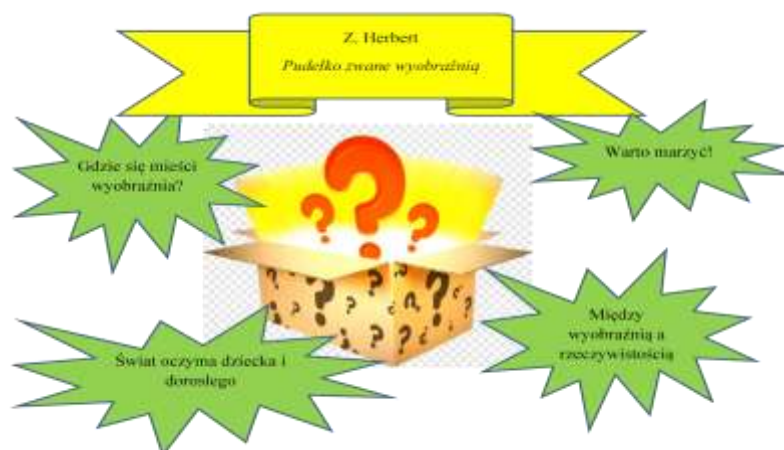 Z. Herbert
Pudełko zwane wyobraźnią
Gdzie się mieści
wyobraźnia?
Warto marzyć!
Między
wyobraźnią a
rzeczywistością
Świat oczyma dziecka i
dorosłego